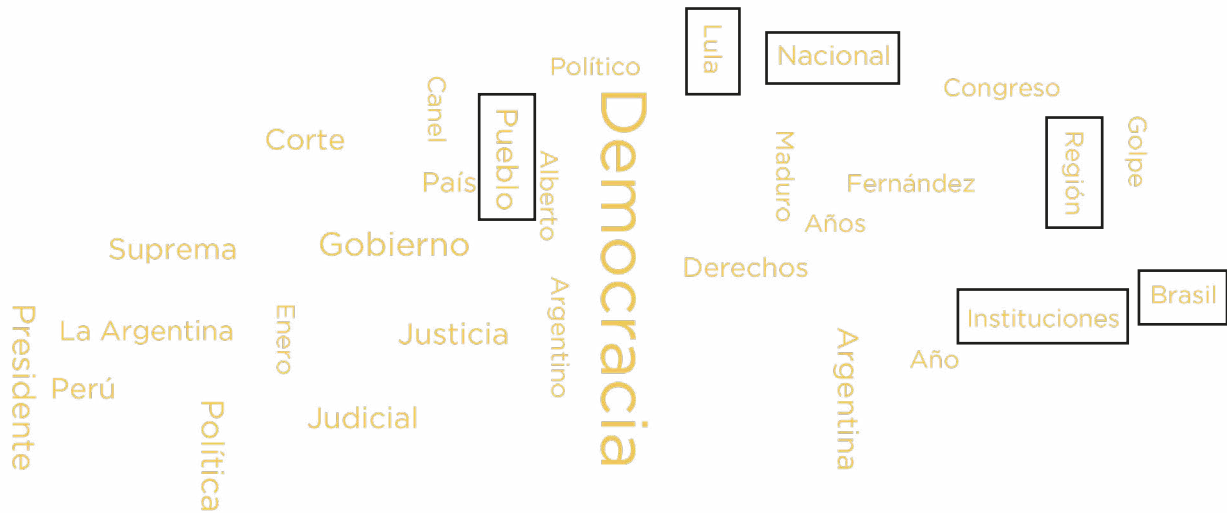 Lula
Nacional
Político
Canel
Congreso
Democracia
Pueblo
Golpe
Región
Corte
Maduro
Alberto
País
Fernández
Años
Suprema
Gobierno
Derechos
Argentino
Brasil
Presidente
La Argentina
Enero
Justicia
Instituciones
Argentina
Año
Perú
Política
Judicial